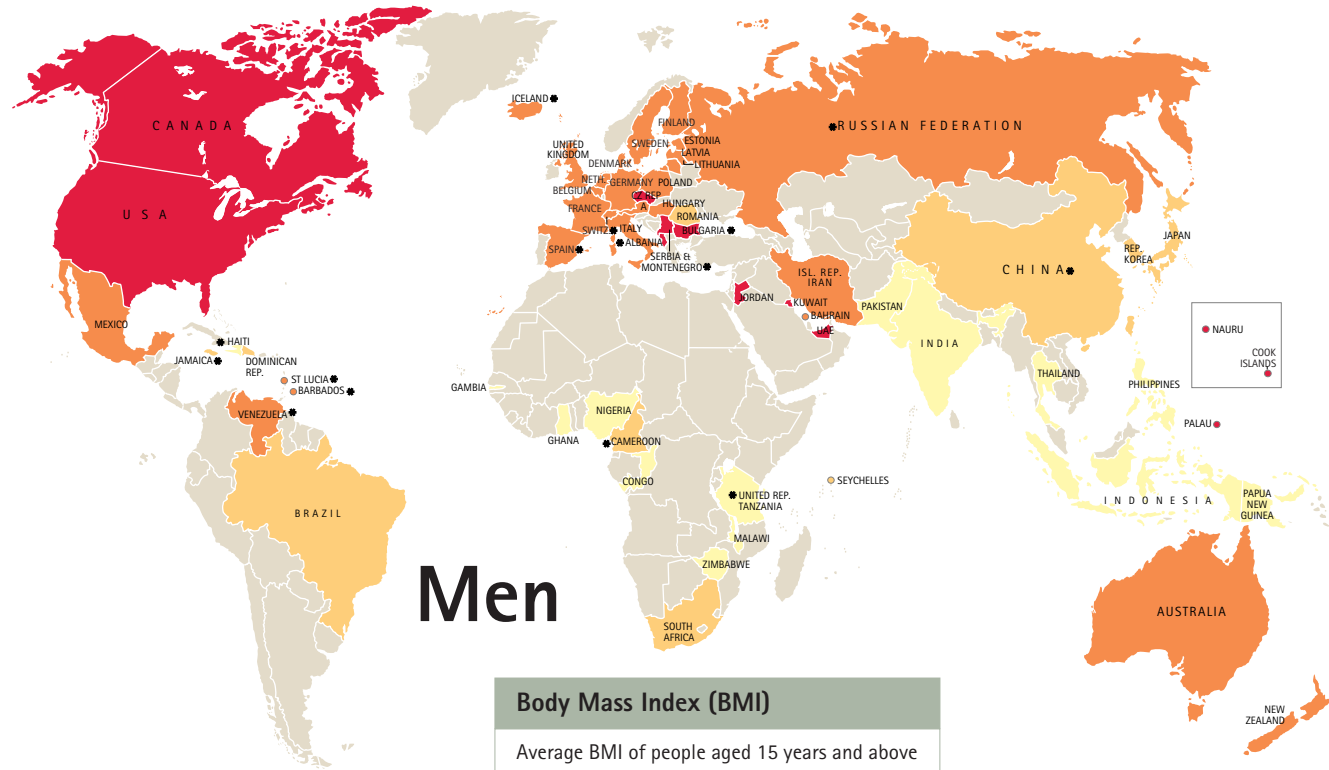 CANADA
USA
MEXICO
HAITI
JAMAICA
DOMINICAN
REP.
ST LUCIA
BARBADOS
VENEZUELA
BRAZIL
ICELAND
UNITED
KINGDOM
DENMARK
SWEDEN
FINLAND
ESTONIA
LATVIA
LITHUANIA
NETH.
BELGIUM
GERMANY
POLAND
CZ REP
A
HUNGARY
FRANCE
ROMANIA
SWITZ
ITALY
BULGARIA
SPAIN
ALBANIA
SERBIA &
MONTENEGRO
RUSSIAN FEDERATION
JORDAN
ISL. REP.
IRAN
KUWAIT
BAHRAIN
UAE
PAKISTAN
INDIA
CHINA
REP.
KOREA
JAPAN
THAILAND
PHILIPPINES
NAURU
COOK
ISLANDS
PALAU
GAMBIA
GHANA
NIGERIA
CAMEROON
CONGO
UNITED REP.
TANZANIA
SEYCHELLES
MALAWI
ZIMBABWE
SOUTH
AFRICA
INDONESIA
PAPUA
NEW
GUINEA
AUSTRALIA
NEW
ZEALAND
Men
Body Mass Index (BMI)
Average BMI of people aged 15 years and above